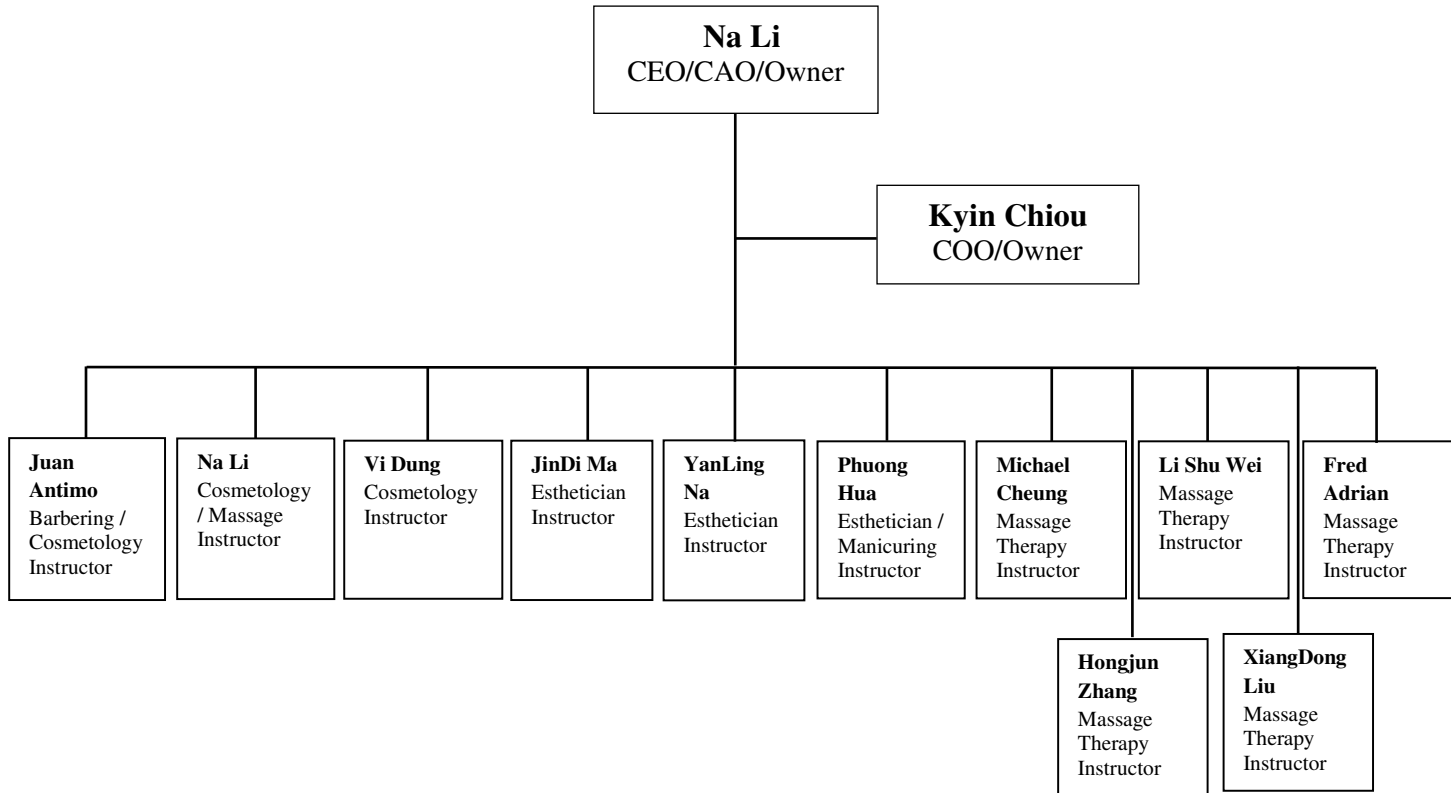 Na Li
CEO/CAO/Owner
Kyin Chiou
COO/Owner
Juan
Antimo
Barbering /
Cosmetology
Instructor
Na Li
Cosmetology
/ Massage
Instructor
Vi Dung
Cosmetology
Instructor
JinDi Ma
Esthetician
Instructor
YanLing
Na
Esthetician
Instructor
Phuong
Hua
Esthetician /
Manicuring
Instructor
Michael
Cheung
Massage
Therapy
Instructor
Li Shu Wei
Massage
Therapy
Instructor
Fred
Adrian
Massage
Therapy
Instructor
Hongjun
Zhang
Massage
Therapy
Instructor
XiangDong
Liu
Massage
Therapy
Instructor